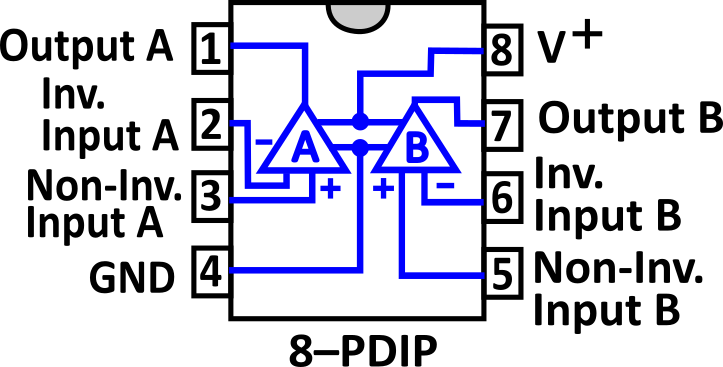 Output A
1
Inv.
Input A
2
Non-Inv.
Input A
3
GND
4
8
V+
7
Output B
6
Inv.
Input B
5
Non-Inv.
Input B
A
B
-
+
+
-
8–PDIP